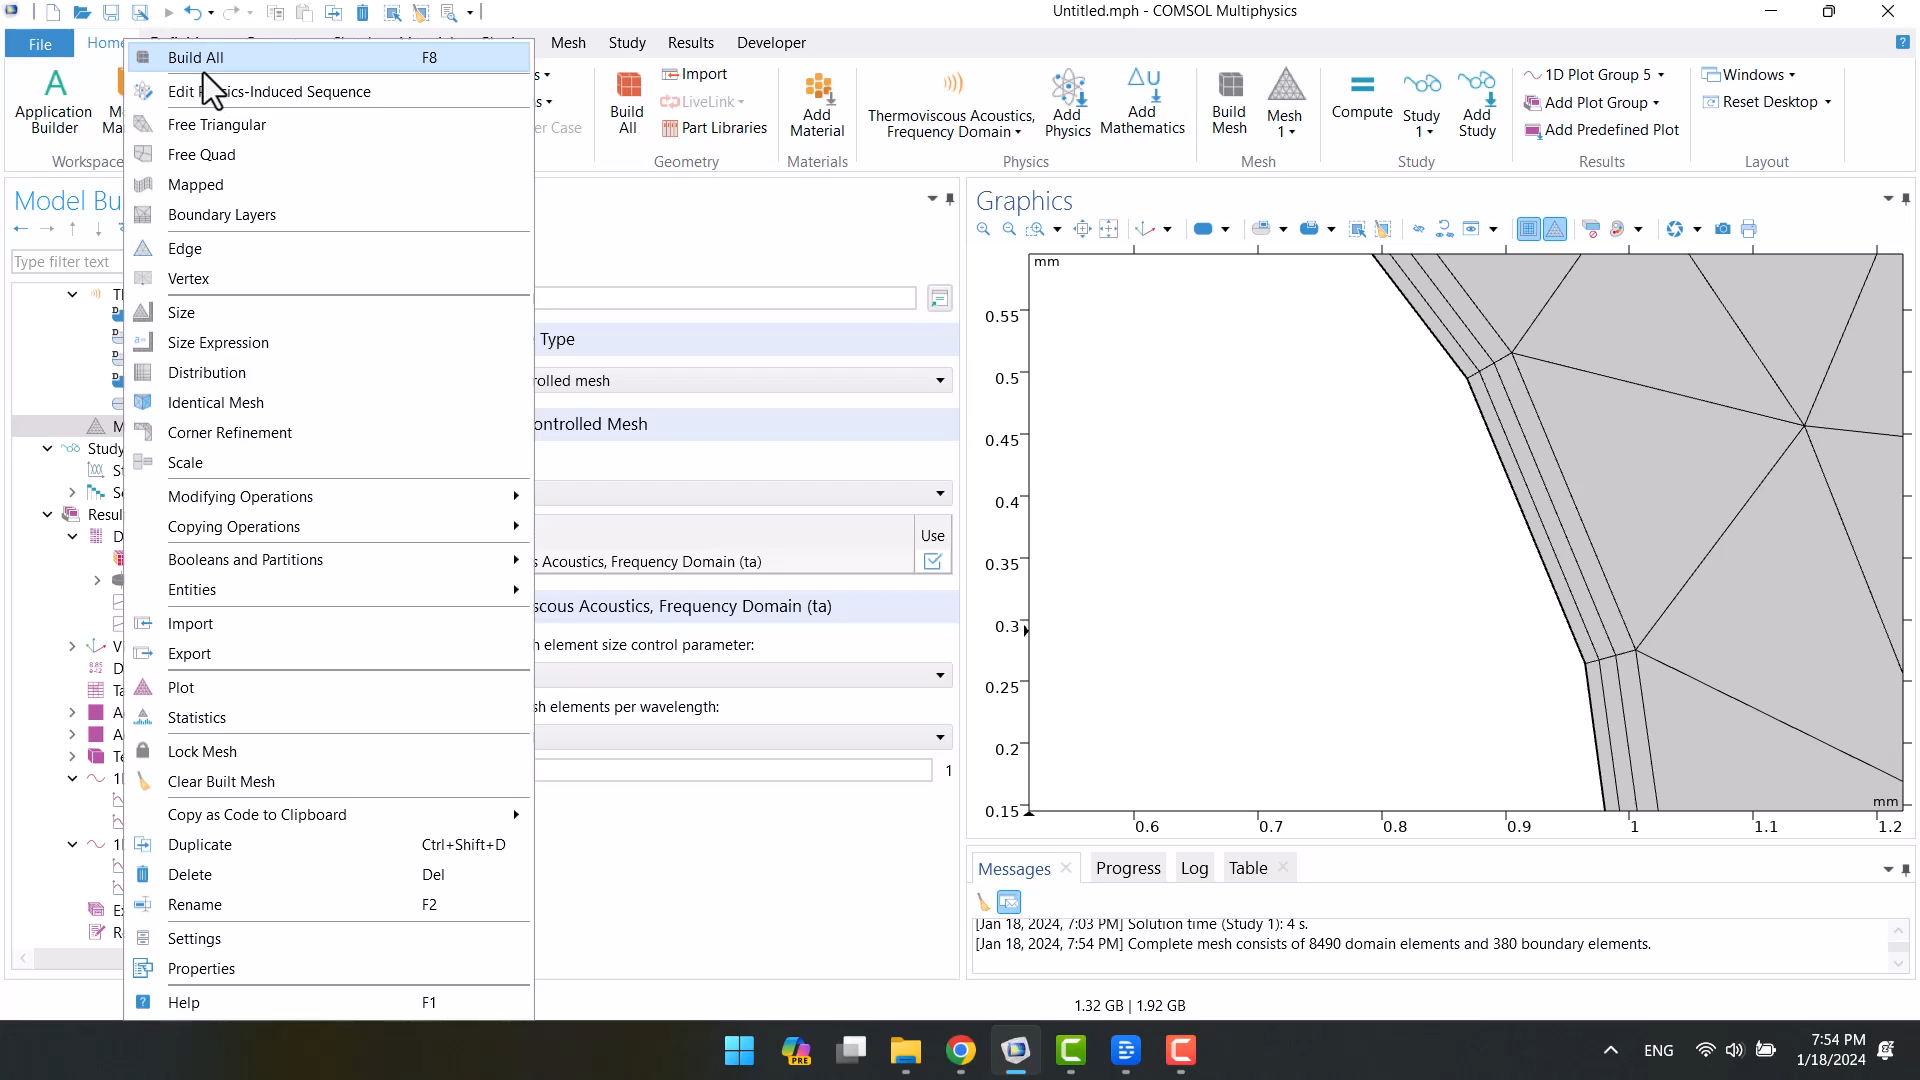 Untitled.mph - COMSOL Multiphysics
File
Home
Mesh
Study
Results
Developer
Application
Builder
Build
All
Import
LiveLink
Part Libraries
Add
Material
Thermoviscous Acoustics,
Frequency Domain
Add
Physics
Add
Mathematics
Build
Mesh
Mesh
1
Compute
Study
1
Add
Study
1D Plot Group 5
Add Plot Group
Add Predefined Plot
Windows
Reset Desktop
er Case
Workspace
Geometry
Materials
Physics
Mesh
Study
Results
Layout
Model Bu
Type filter text
Study
Resul
Build All F8
Edit Physics-Induced Sequence
Free Triangular
Free Quad
Mapped
Boundary Layers
Edge
Vertex
Size
Size Expression
Distribution
Identical Mesh
Corner Refinement
Scale
Modifying Operations
Copying Operations
Booleans and Partitions
Entities
Import
Export
Plot
Statistics
Lock Mesh
Clear Built Mesh
Copy as Code to Clipboard
Duplicate Ctrl+Shift+D
Delete Del
Rename F2
Settings
Properties
Help F1
Type
rolled mesh
ontrolled Mesh
Use
s Acoustics, Frequency Domain (ta)
scous Acoustics, Frequency Domain (ta)
h element size control parameter:
sh elements per wavelength:
1
Graphics
mm
0.55
0.5
0.45
0.4
0.35
0.3
0.25
0.2
0.15
mm
0.6 0.7 0.8 0.9 1 1.1 1.2
Messages Progress Log Table
[Jan 18, 2024, 7:03 PM] Solution time (Study 1): 4 s.
[Jan 18, 2024, 7:54 PM] Complete mesh consists of 8490 domain elements and 380 boundary elements.
1.32 GB | 1.92 GB
PRE
ENG
7:54 PM
1/18/2024